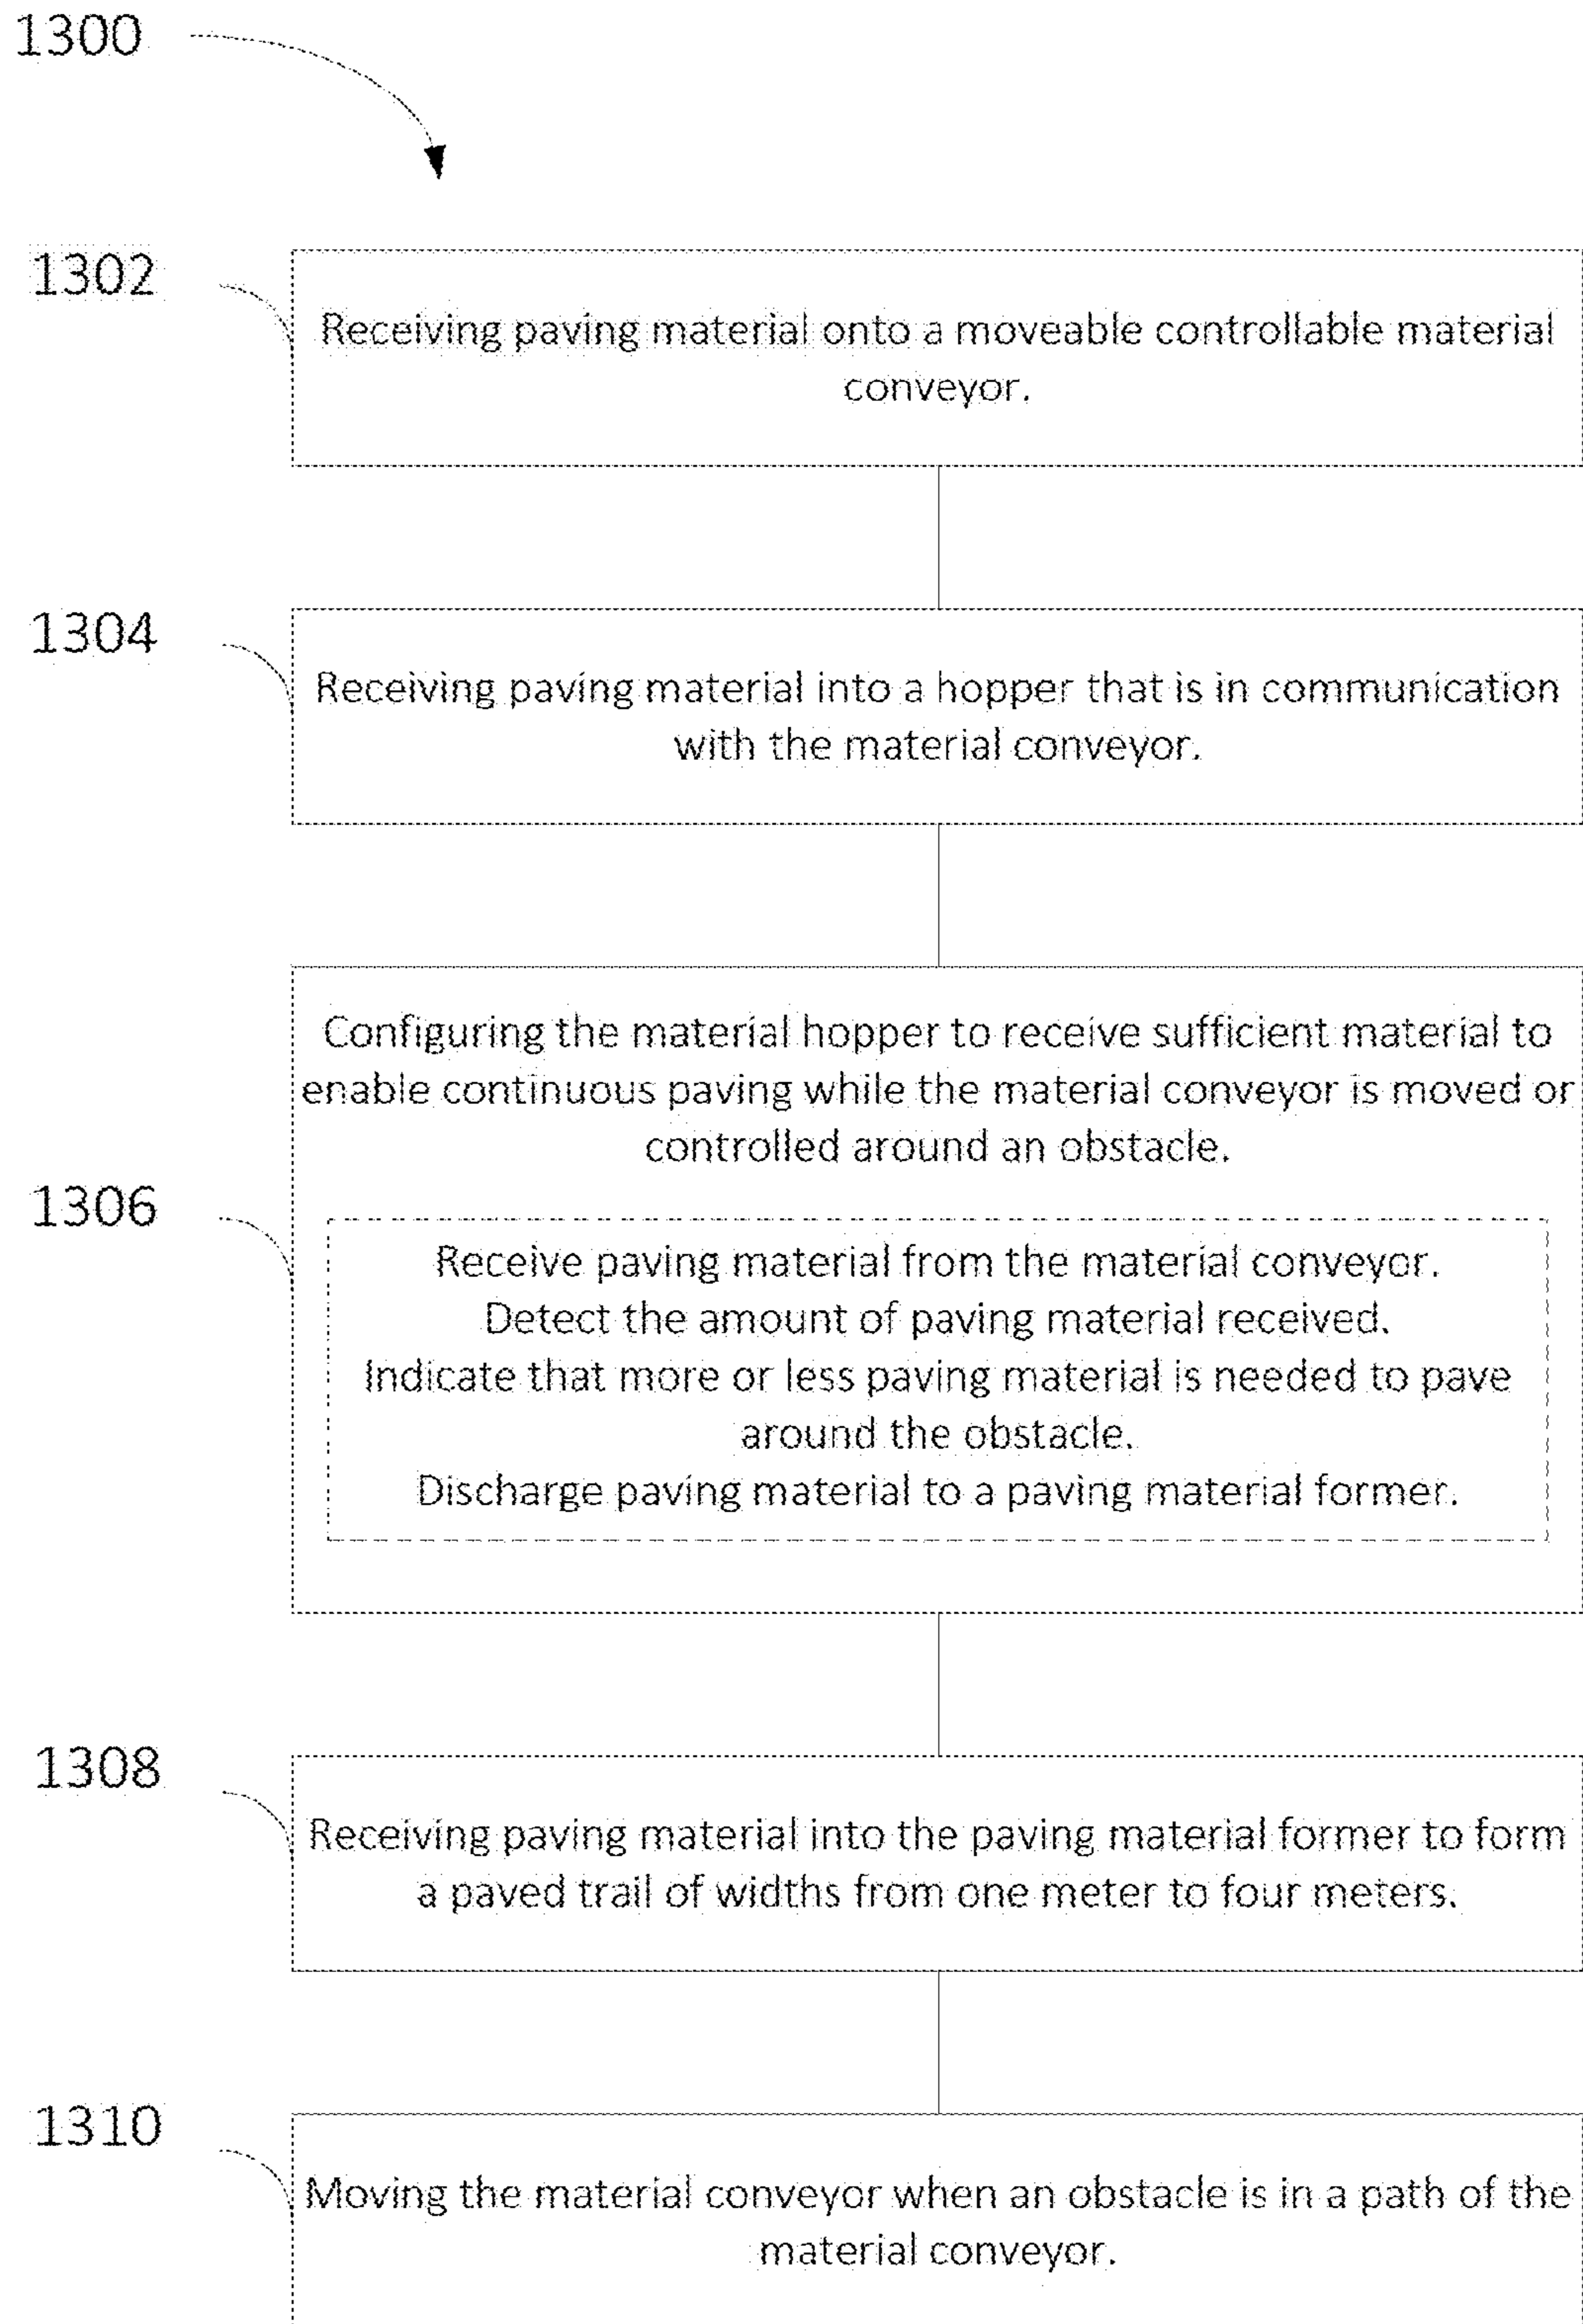 1300
1302
Receiving paving material onto a moveable controllable material
conveyor.
1304
Receiving paving material into a hopper that is in communication
with the material conveyor.
Configuring the material hopper to receive sufficient material to
enable continuous paving while the material conveyor is moved or
controlled around an obstacle.
1306
Receive paving material from the material conveyor.
Detect the amount of paving material received.
Indicate that more or less paving material is needed to pave
around the obstacle.
Discharge paving material to a paving material former.
1308
Receiving paving material into the paving material former to form
a paved trail of widths from one meter to four meters.
1310
Moving the material conveyor when an obstacle is in a path of the
material conveyor.